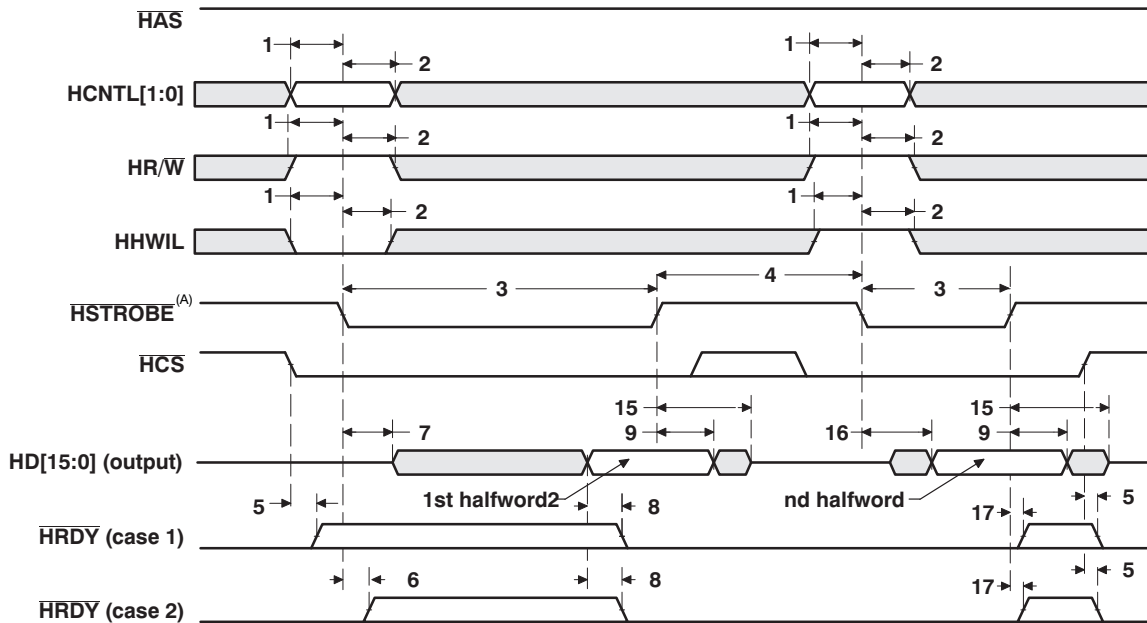 HAS
1 1
2 2
HCNTL[1:0]
1 2 1 2
HR/W
1 2 1 2
HHWIL
3 4 3
HSTROBE(A)
HCS
15 15
7 9 16 9
HD[15:0] (output)
1st halfword2 nd halfword
5 8 17 5
HRDY (case 1)
6 8 17 5
HRDY (case 2)